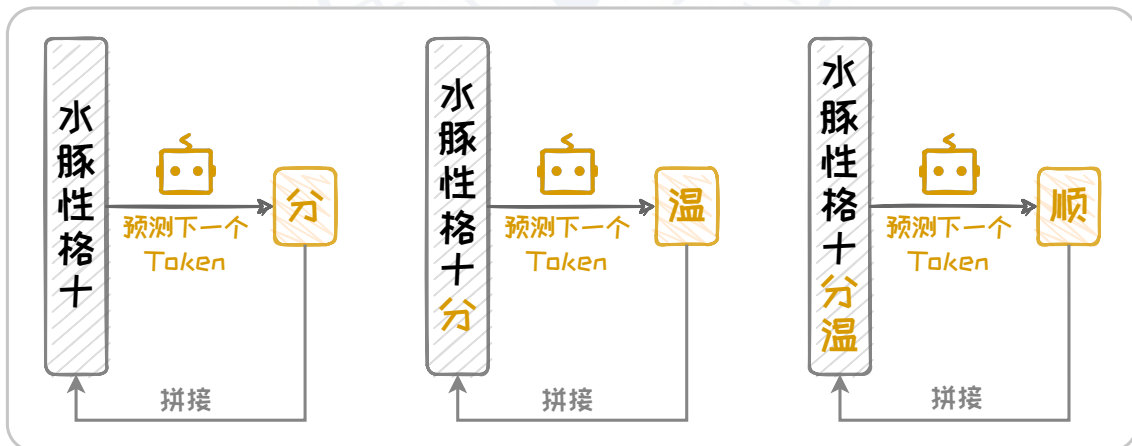 水豚性格十
预测下一个
Token
分
拼接
水豚性格十分
预测下一个
Token
温
拼接
水豚性格十分温
预测下一个
Token
顺
拼接